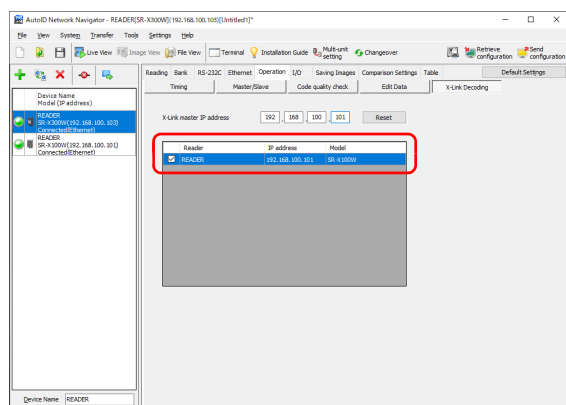 AutoID Network Navigator - READER[SR-X300W](192.168.100.103)[Untitled1]*
File View System Transfer Tools Settings Help
Live View Image View File View Terminal Installation Guide Multi-unit setting Changeover Retrieve configuration Send configuration
Reading Bank RS-232C Ethernet Operation I/O Saving Images Comparison Settings Table Default Settings
Timing Master/Slave Code quality check Edit Data X-Link Decoding
Device Name
Model (IP address)
READER
SR-X300W(192.168.100.103)
Connected(Ethernet)
READER
SR-X100W(192.168.100.101)
Connected(Ethernet)
X-Link master IP address 192 . 168 . 100 . 101 Reset
Reader IP address Model
READER 192.168.100.101 SR-X100W
Device Name READER